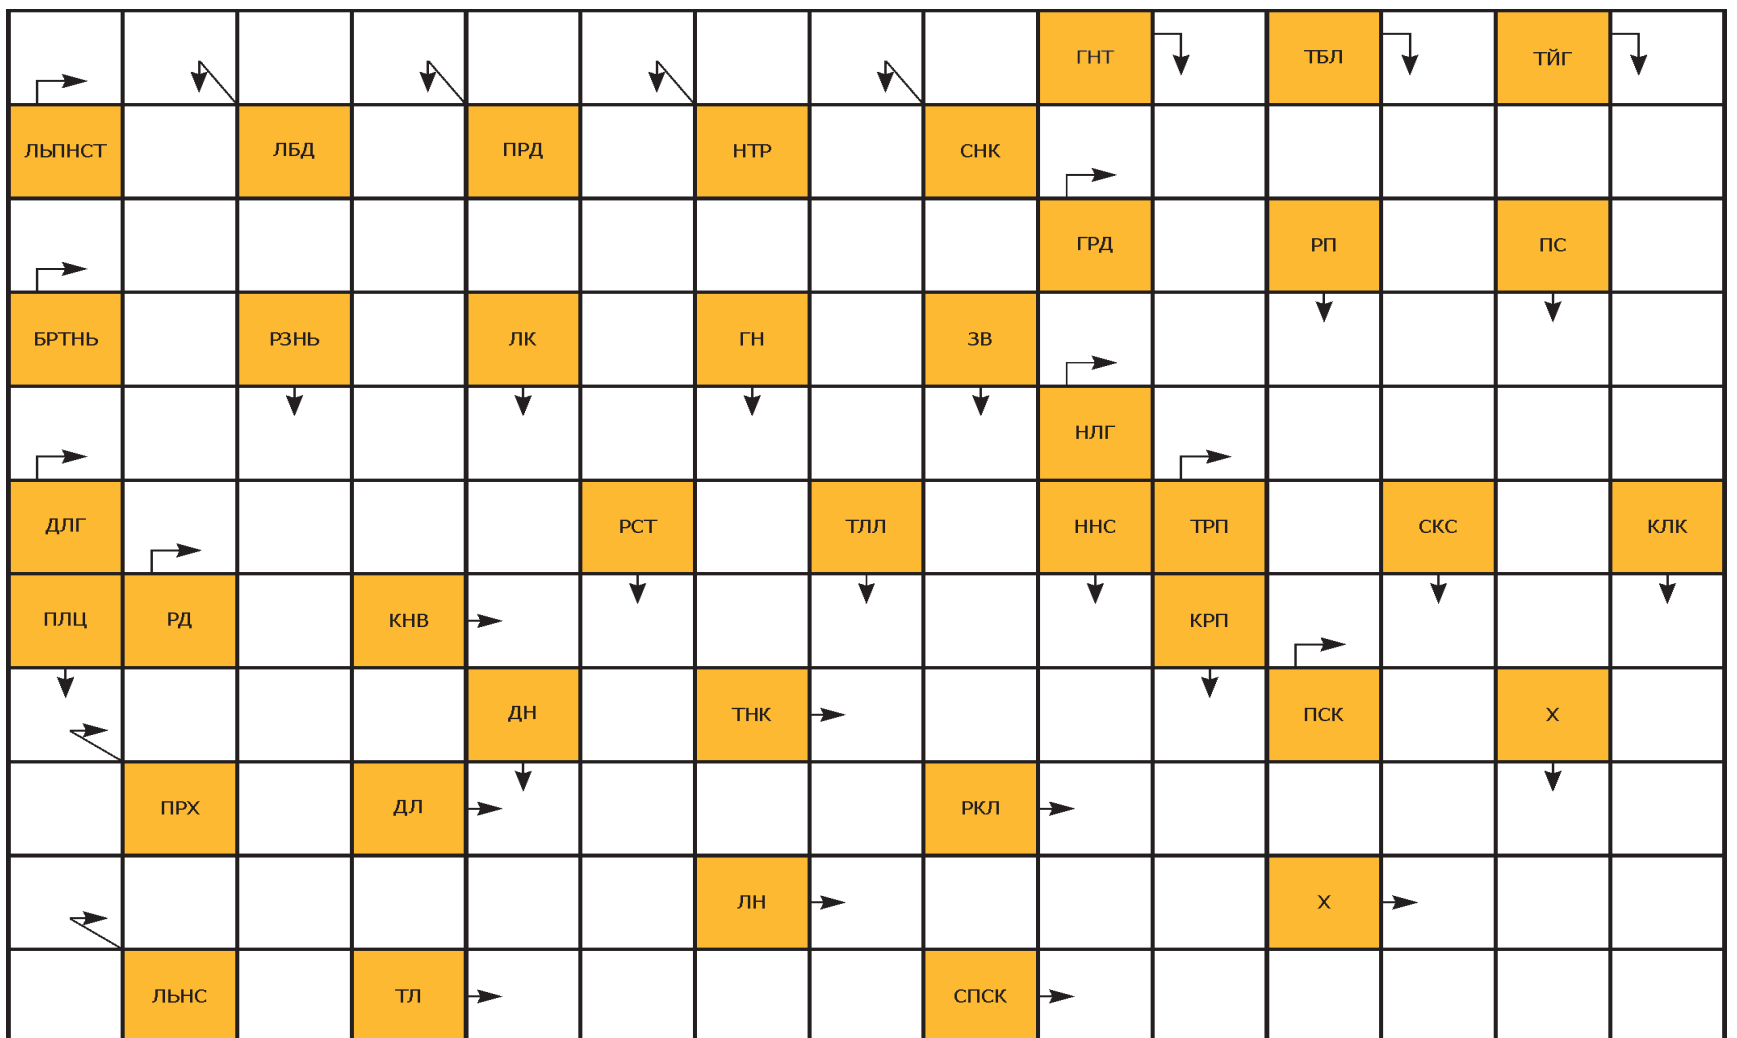 ГНТ ТБЛ ТЙГ
ЛЬПНСТ ЛБД ПРД НТР СНК
ГРД РП ПС
БРТНЬ РЗНЬ ЛК ГН ЗВ
НЛГ
ДЛГ РСТ ТЛЛ ННС ТРП СКС КЛК
ПЛЦ РД КНВ КРП
ДН ТНК ПСК Х
ПРХ ДЛ РКЛ
ЛН Х
ЛЬНС ТЛ СПСК